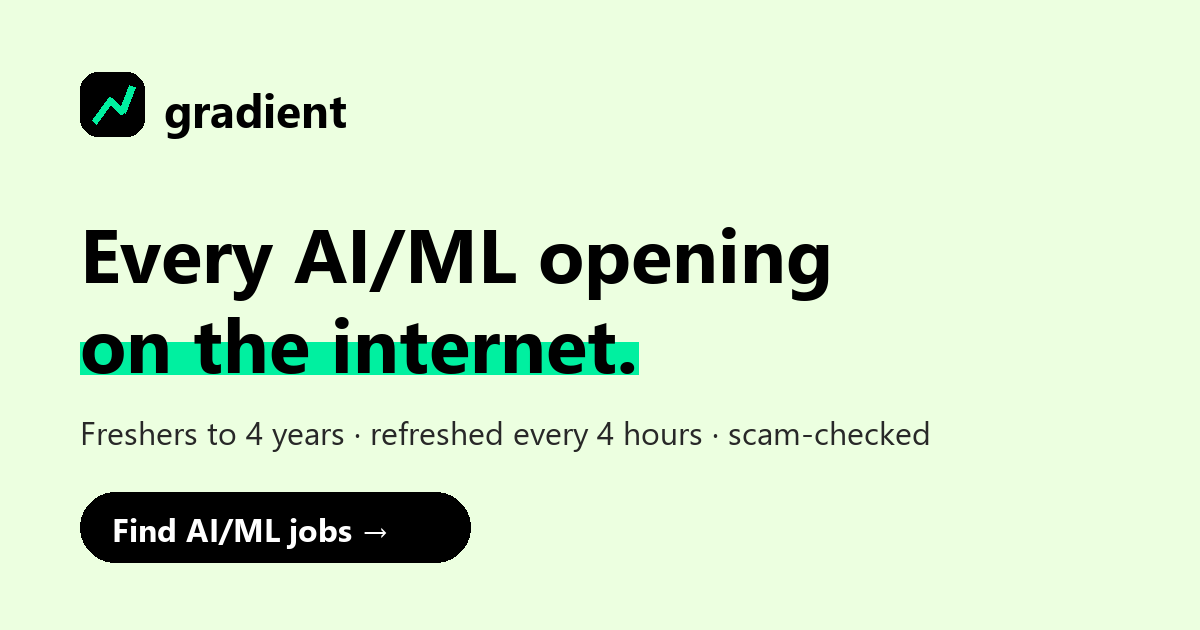 gradient
Every AI/ML opening
on the internet.
Freshers to 4 years · refreshed every 4 hours · scam-checked
Find AI/ML jobs →